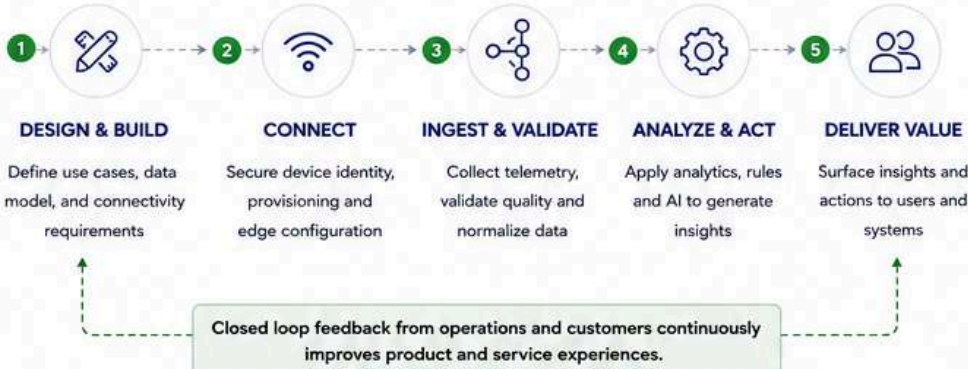 1
2
3
4
5
DESIGN & BUILD
Define use cases, data
model, and connectivity
requirements
CONNECT
Secure device identity,
provisioning and
edge configuration
INGEST & VALIDATE
Collect telemetry,
validate quality and
normalize data
ANALYZE & ACT
Apply analytics, rules
and AI to generate
insights
DELIVER VALUE
Surface insights and
actions to users and
systems
Closed loop feedback from operations and customers continuously
improves product and service experiences.